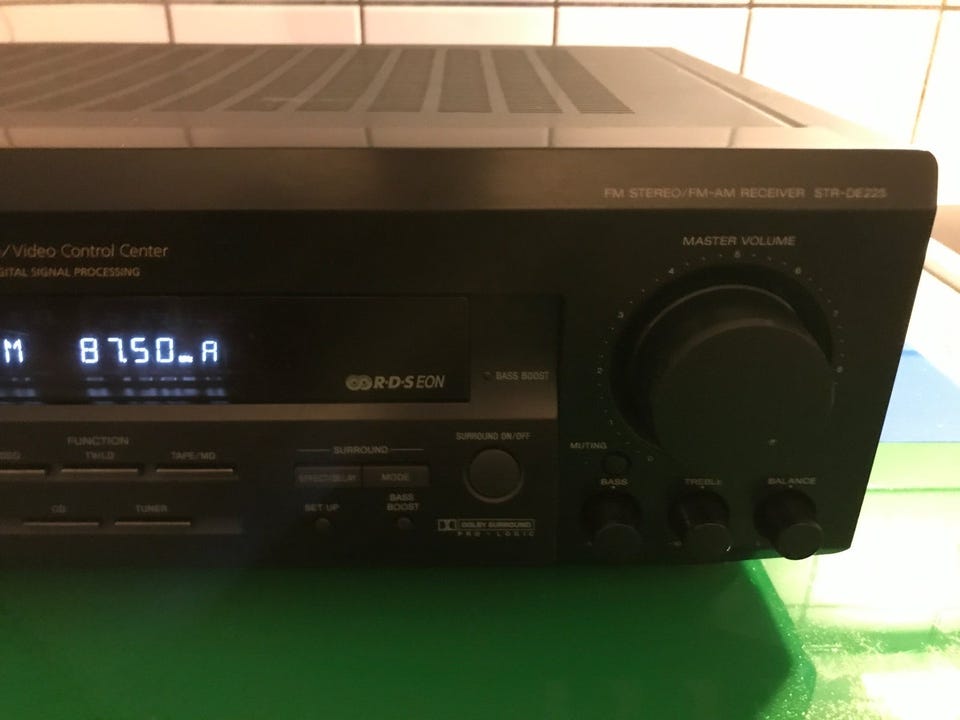 FM STEREO/FM-AM RECEIVER STR-DE225
/Video Control Center
GITAL SIGNAL PROCESSING
MASTER VOLUME
M 87.50 A
R·D·S EON
BASS BOOST
FUNCTION
TV/LD TAPE/MD
CD TUNER
SURROUND
EFFECT/DELAY MODE
SET UP BASS BOOST
SURROUND ON/OFF
DOLBY SURROUND
PRO · LOGIC
MUTING
BASS TREBLE BALANCE